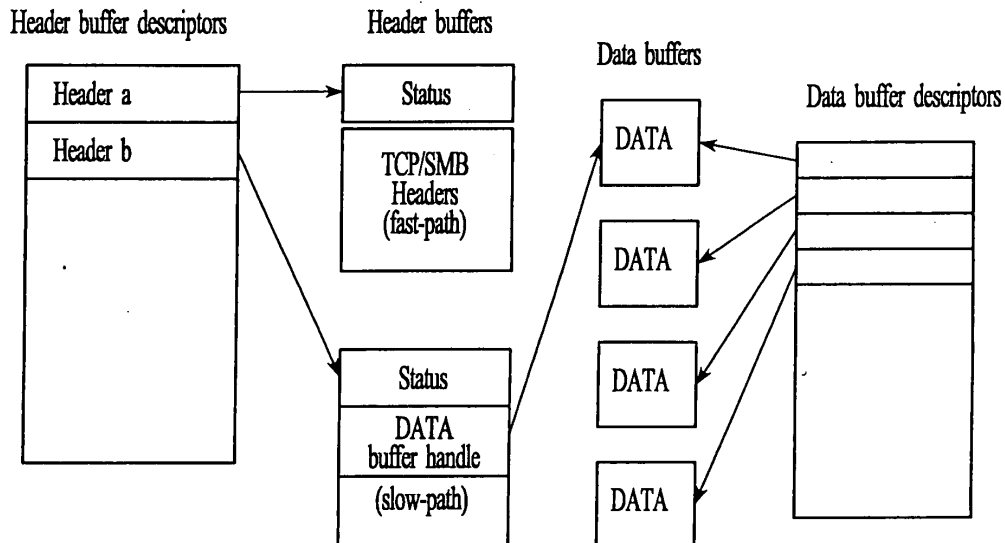 Header buffer descriptors
Header a
Header b
Header buffers
Status
TCP/SMB
Headers
(fast-path)
Status
DATA
buffer handle
(slow-path)
Data buffers
DATA
DATA
DATA
DATA
Data buffer descriptors